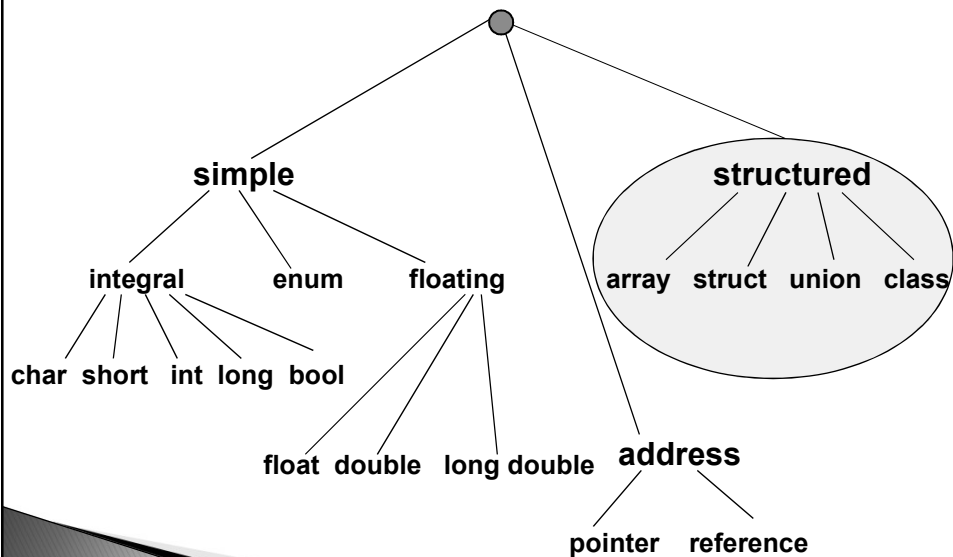 simple structured
integral enum floating array struct union class
char short int long bool
float double long double address
pointer reference